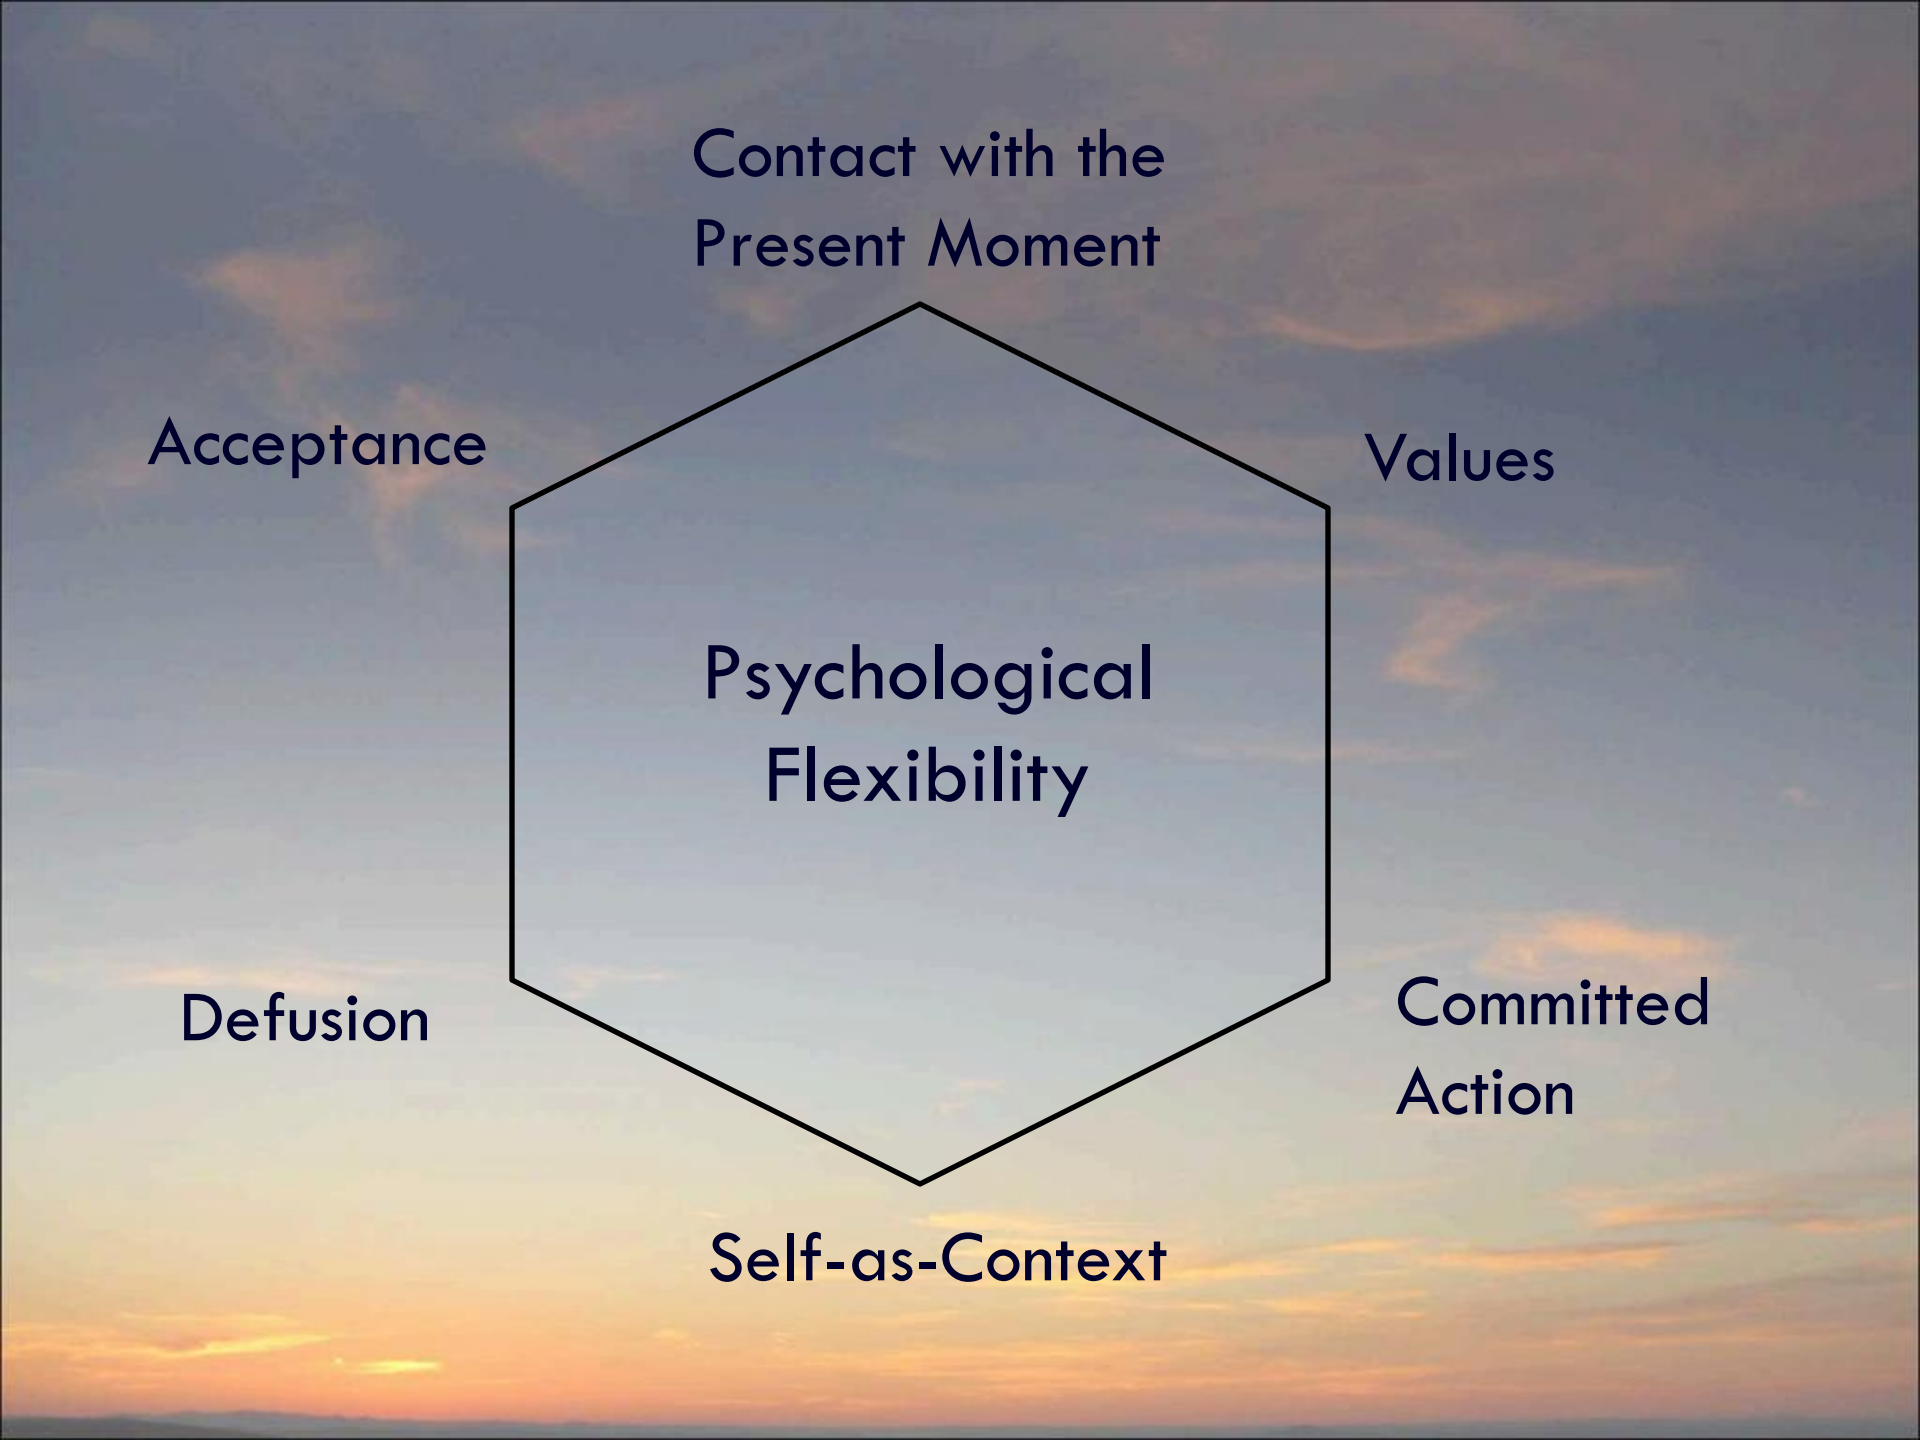 Contact with the
Present Moment
Acceptance
Values
Psychological
Flexibility
Defusion
Committed
Action
Self-as-Context